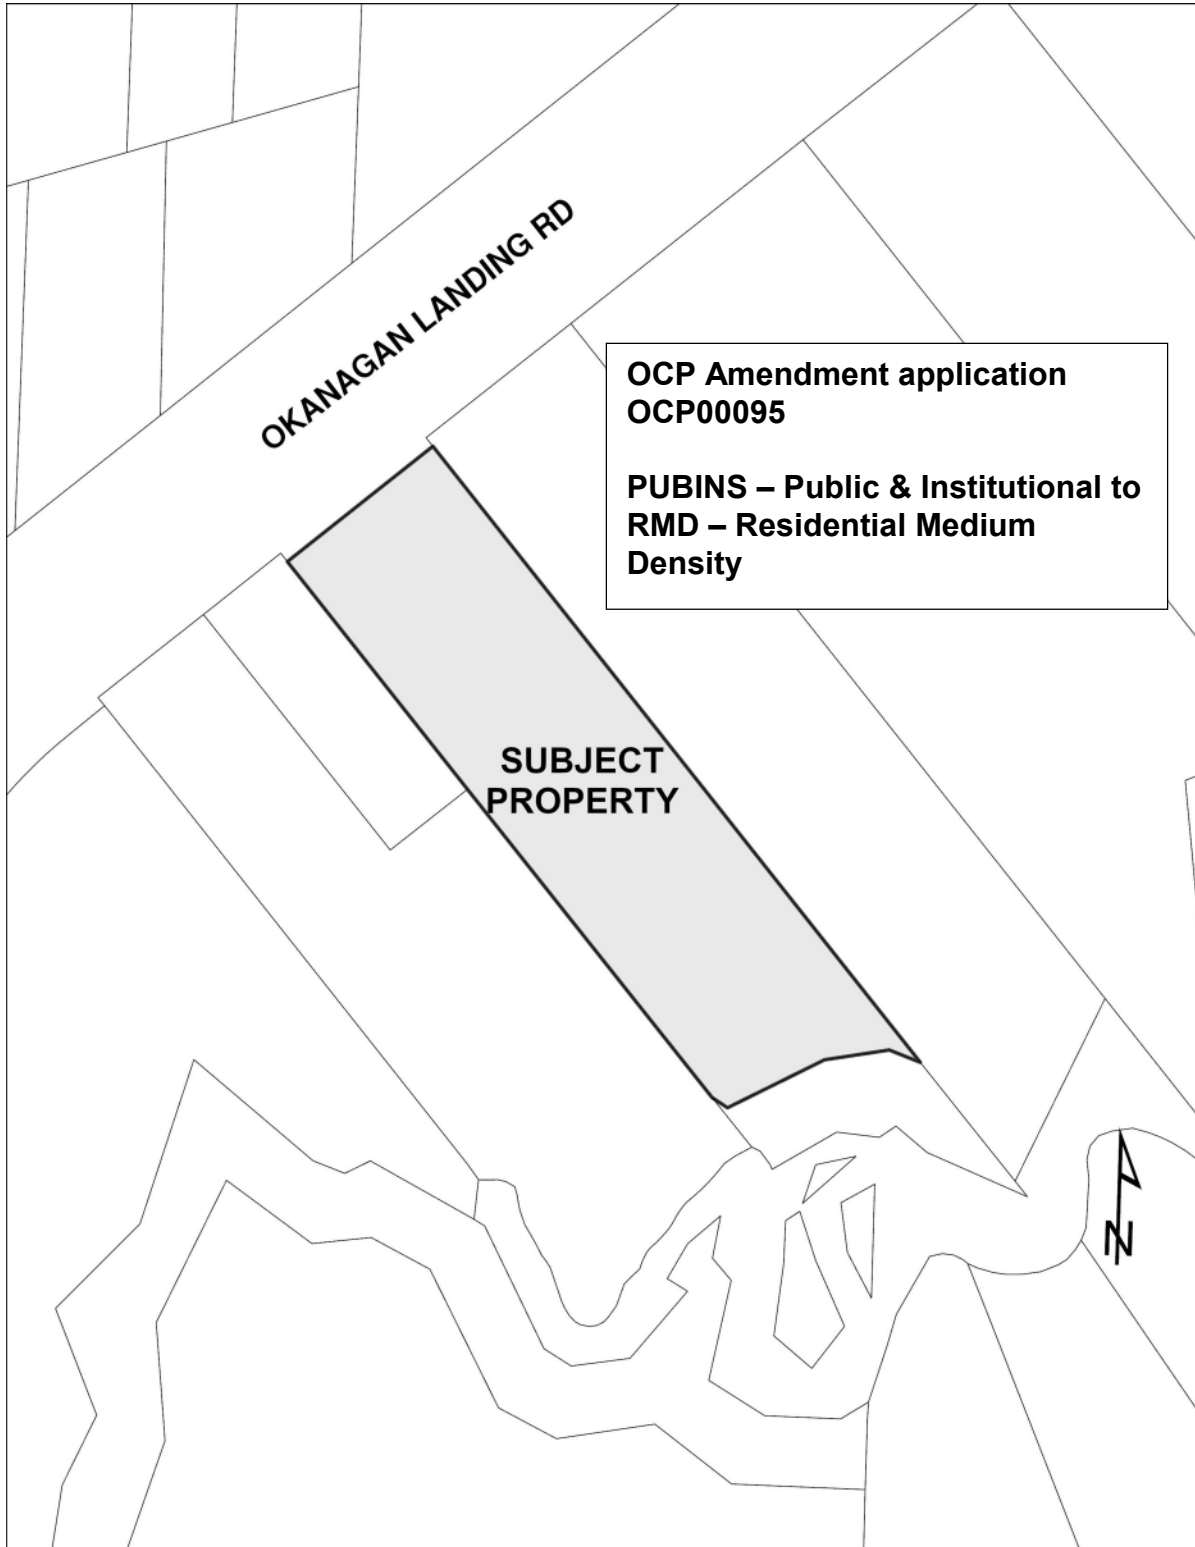 OKANAGAN LANDING RD
OCP Amendment application
OCP00095
PUBINS – Public & Institutional to
RMD – Residential Medium
Density
SUBJECT
PROPERTY
N